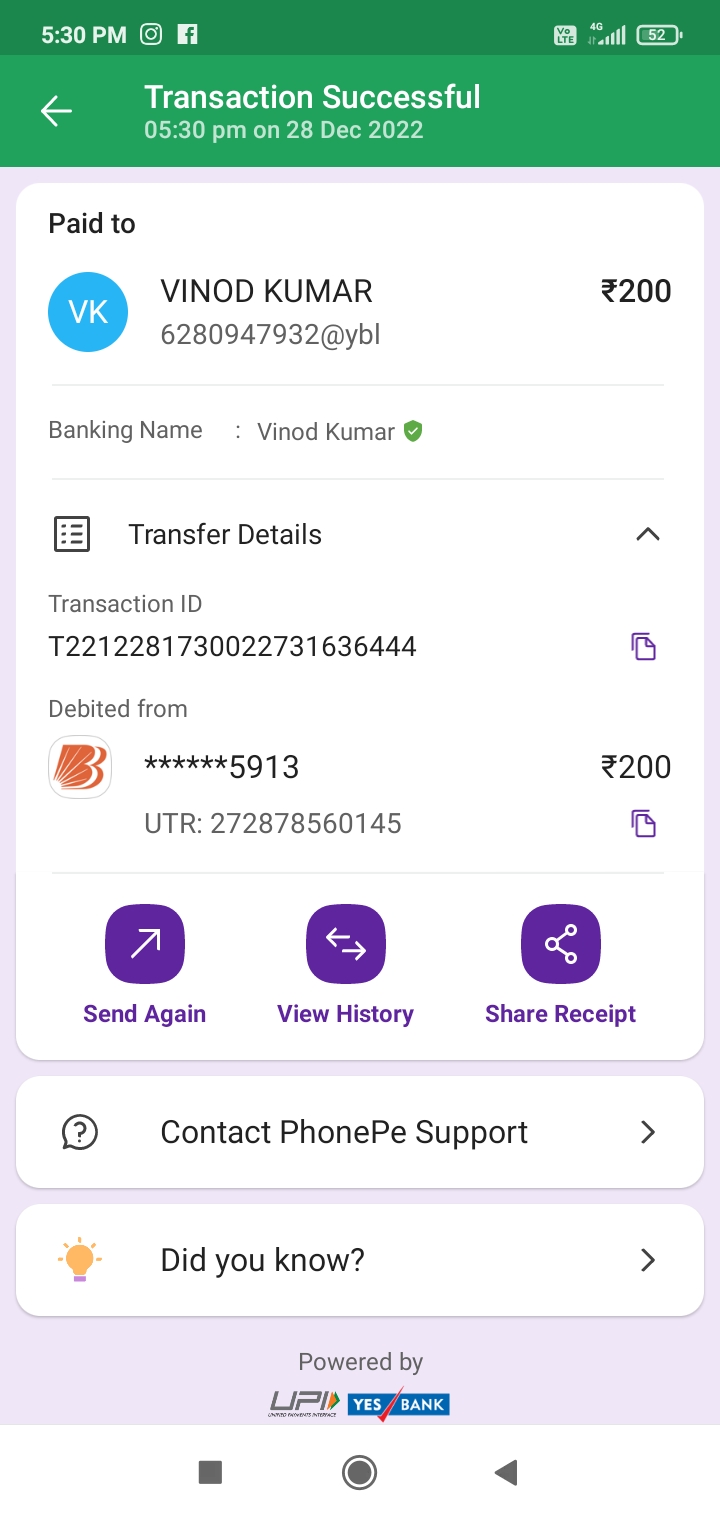 5:30 PM
Vo LTE 4G 52
Transaction Successful
05:30 pm on 28 Dec 2022
Paid to
VK VINOD KUMAR ₹200
6280947932@ybl
Banking Name : Vinod Kumar
Transfer Details
Transaction ID
T2212281730022731636444
Debited from
******5913 ₹200
UTR: 272878560145
Send Again View History Share Receipt
Contact PhonePe Support
Did you know?
Powered by
UPI YES BANK
UNIFIED PAYMENTS INTERFACE